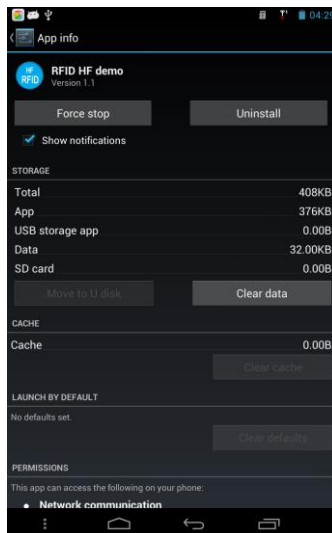 04:29
App info
HF
RFID
RFID HF demo
Version 1.1
Force stop
Uninstall
Show notifications
STORAGE
Total 408KB
App 376KB
USB storage app 0.00B
Data 32.00KB
SD card 0.00B
Move to U disk
Clear data
CACHE
Cache 0.00B
Clear cache
LAUNCH BY DEFAULT
No defaults set.
Clear defaults
PERMISSIONS
This app can access the following on your phone:
• Network communication